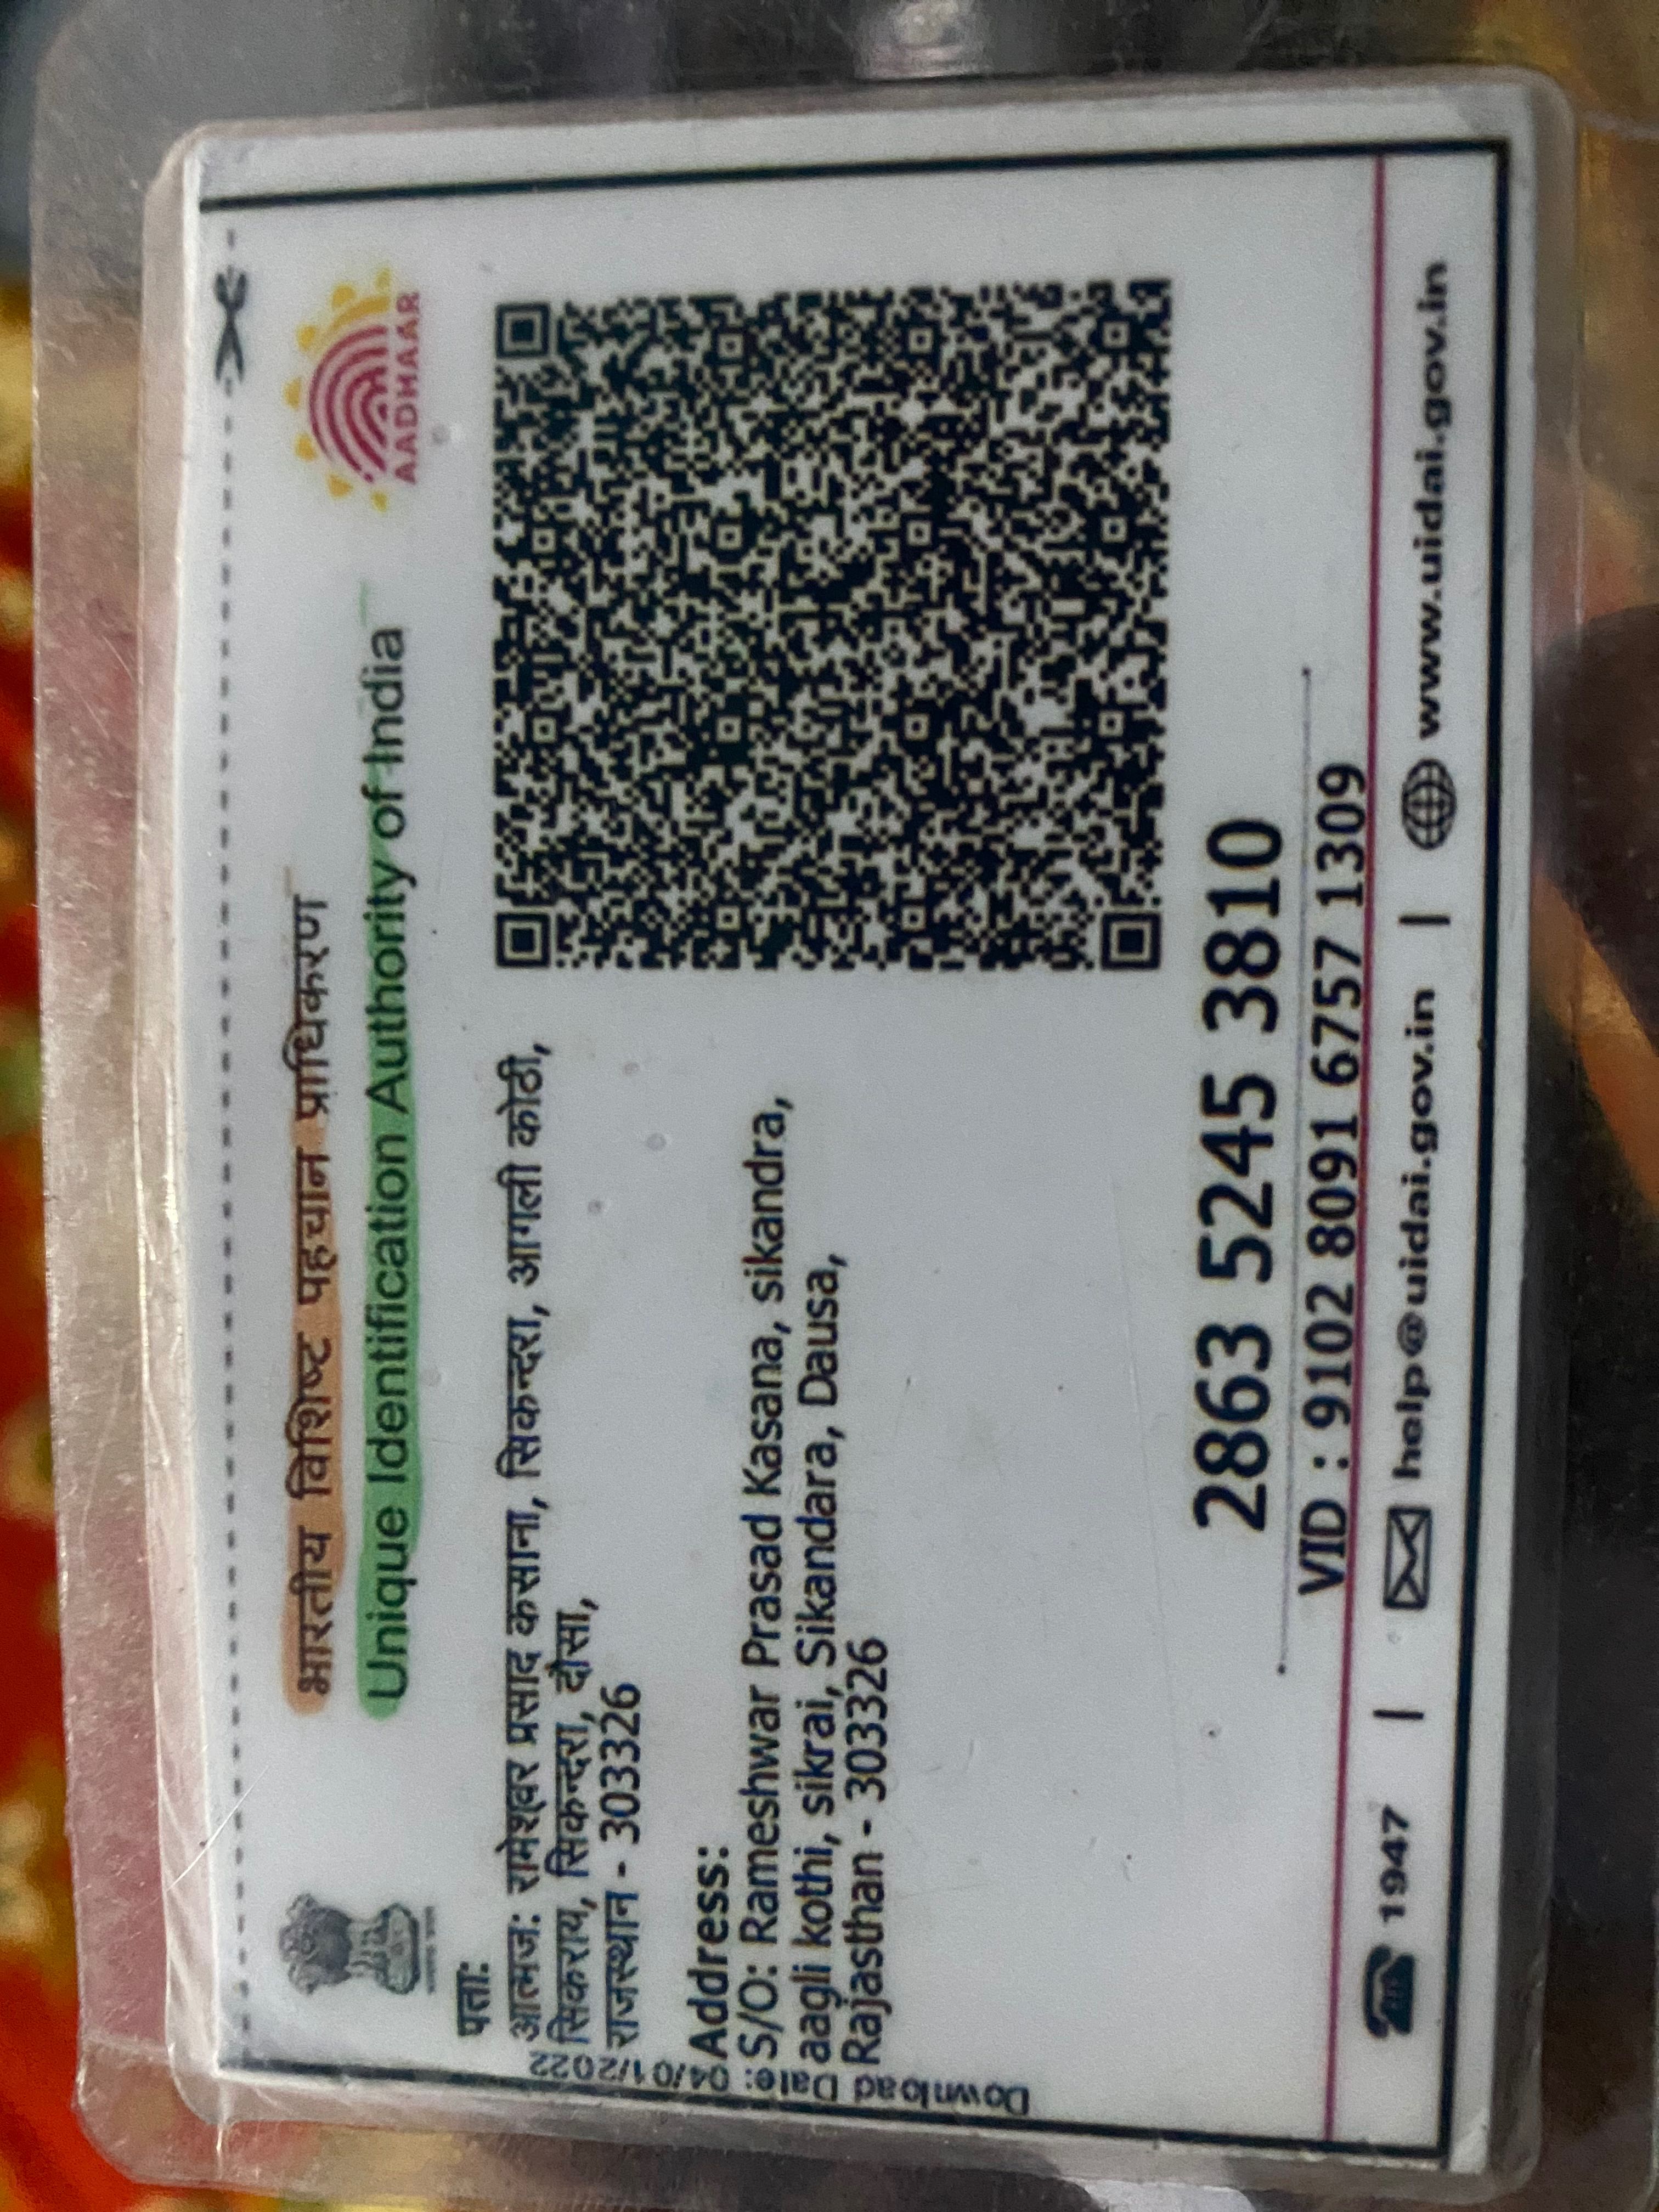 भारतीय विशिष्ट पहचान प्राधिकरण
Unique Identification Authority of India
AADHAAR
पता:
आत्मज: रामेश्वर प्रसाद कसाना, सिकन्दरा, आगली कोठी,
सिकराय, सिकन्दरा, दौसा,
राजस्थान - 303326
Address:
S/O: Rameshwar Prasad Kasana, sikandra,
aagli kothi, sikrai, Sikandara, Dausa,
Rajasthan - 303326
Download Date: 04/01/2022
2863 5245 3810
VID : 9102 8091 6757 1309
1947 | help@uidai.gov.in | www.uidai.gov.in